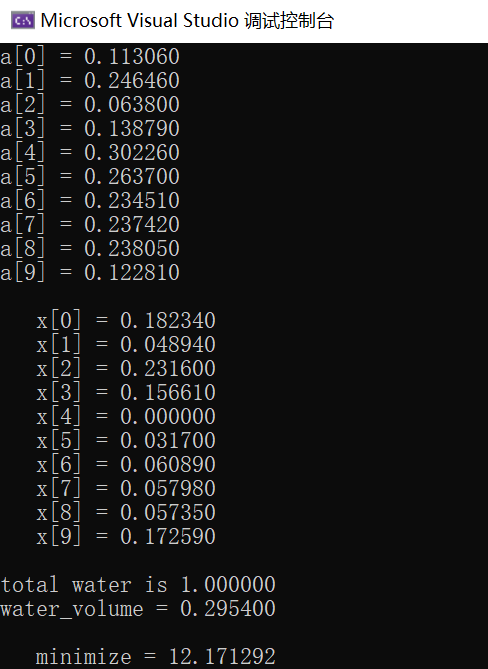 Microsoft Visual Studio 调试控制台
a[0] = 0.113060
a[1] = 0.246460
a[2] = 0.063800
a[3] = 0.138790
a[4] = 0.302260
a[5] = 0.263700
a[6] = 0.234510
a[7] = 0.237420
a[8] = 0.238050
a[9] = 0.122810
x[0] = 0.182340
x[1] = 0.048940
x[2] = 0.231600
x[3] = 0.156610
x[4] = 0.000000
x[5] = 0.031700
x[6] = 0.060890
x[7] = 0.057980
x[8] = 0.057350
x[9] = 0.172590
total water is 1.000000
water_volume = 0.295400
minimize = 12.171292